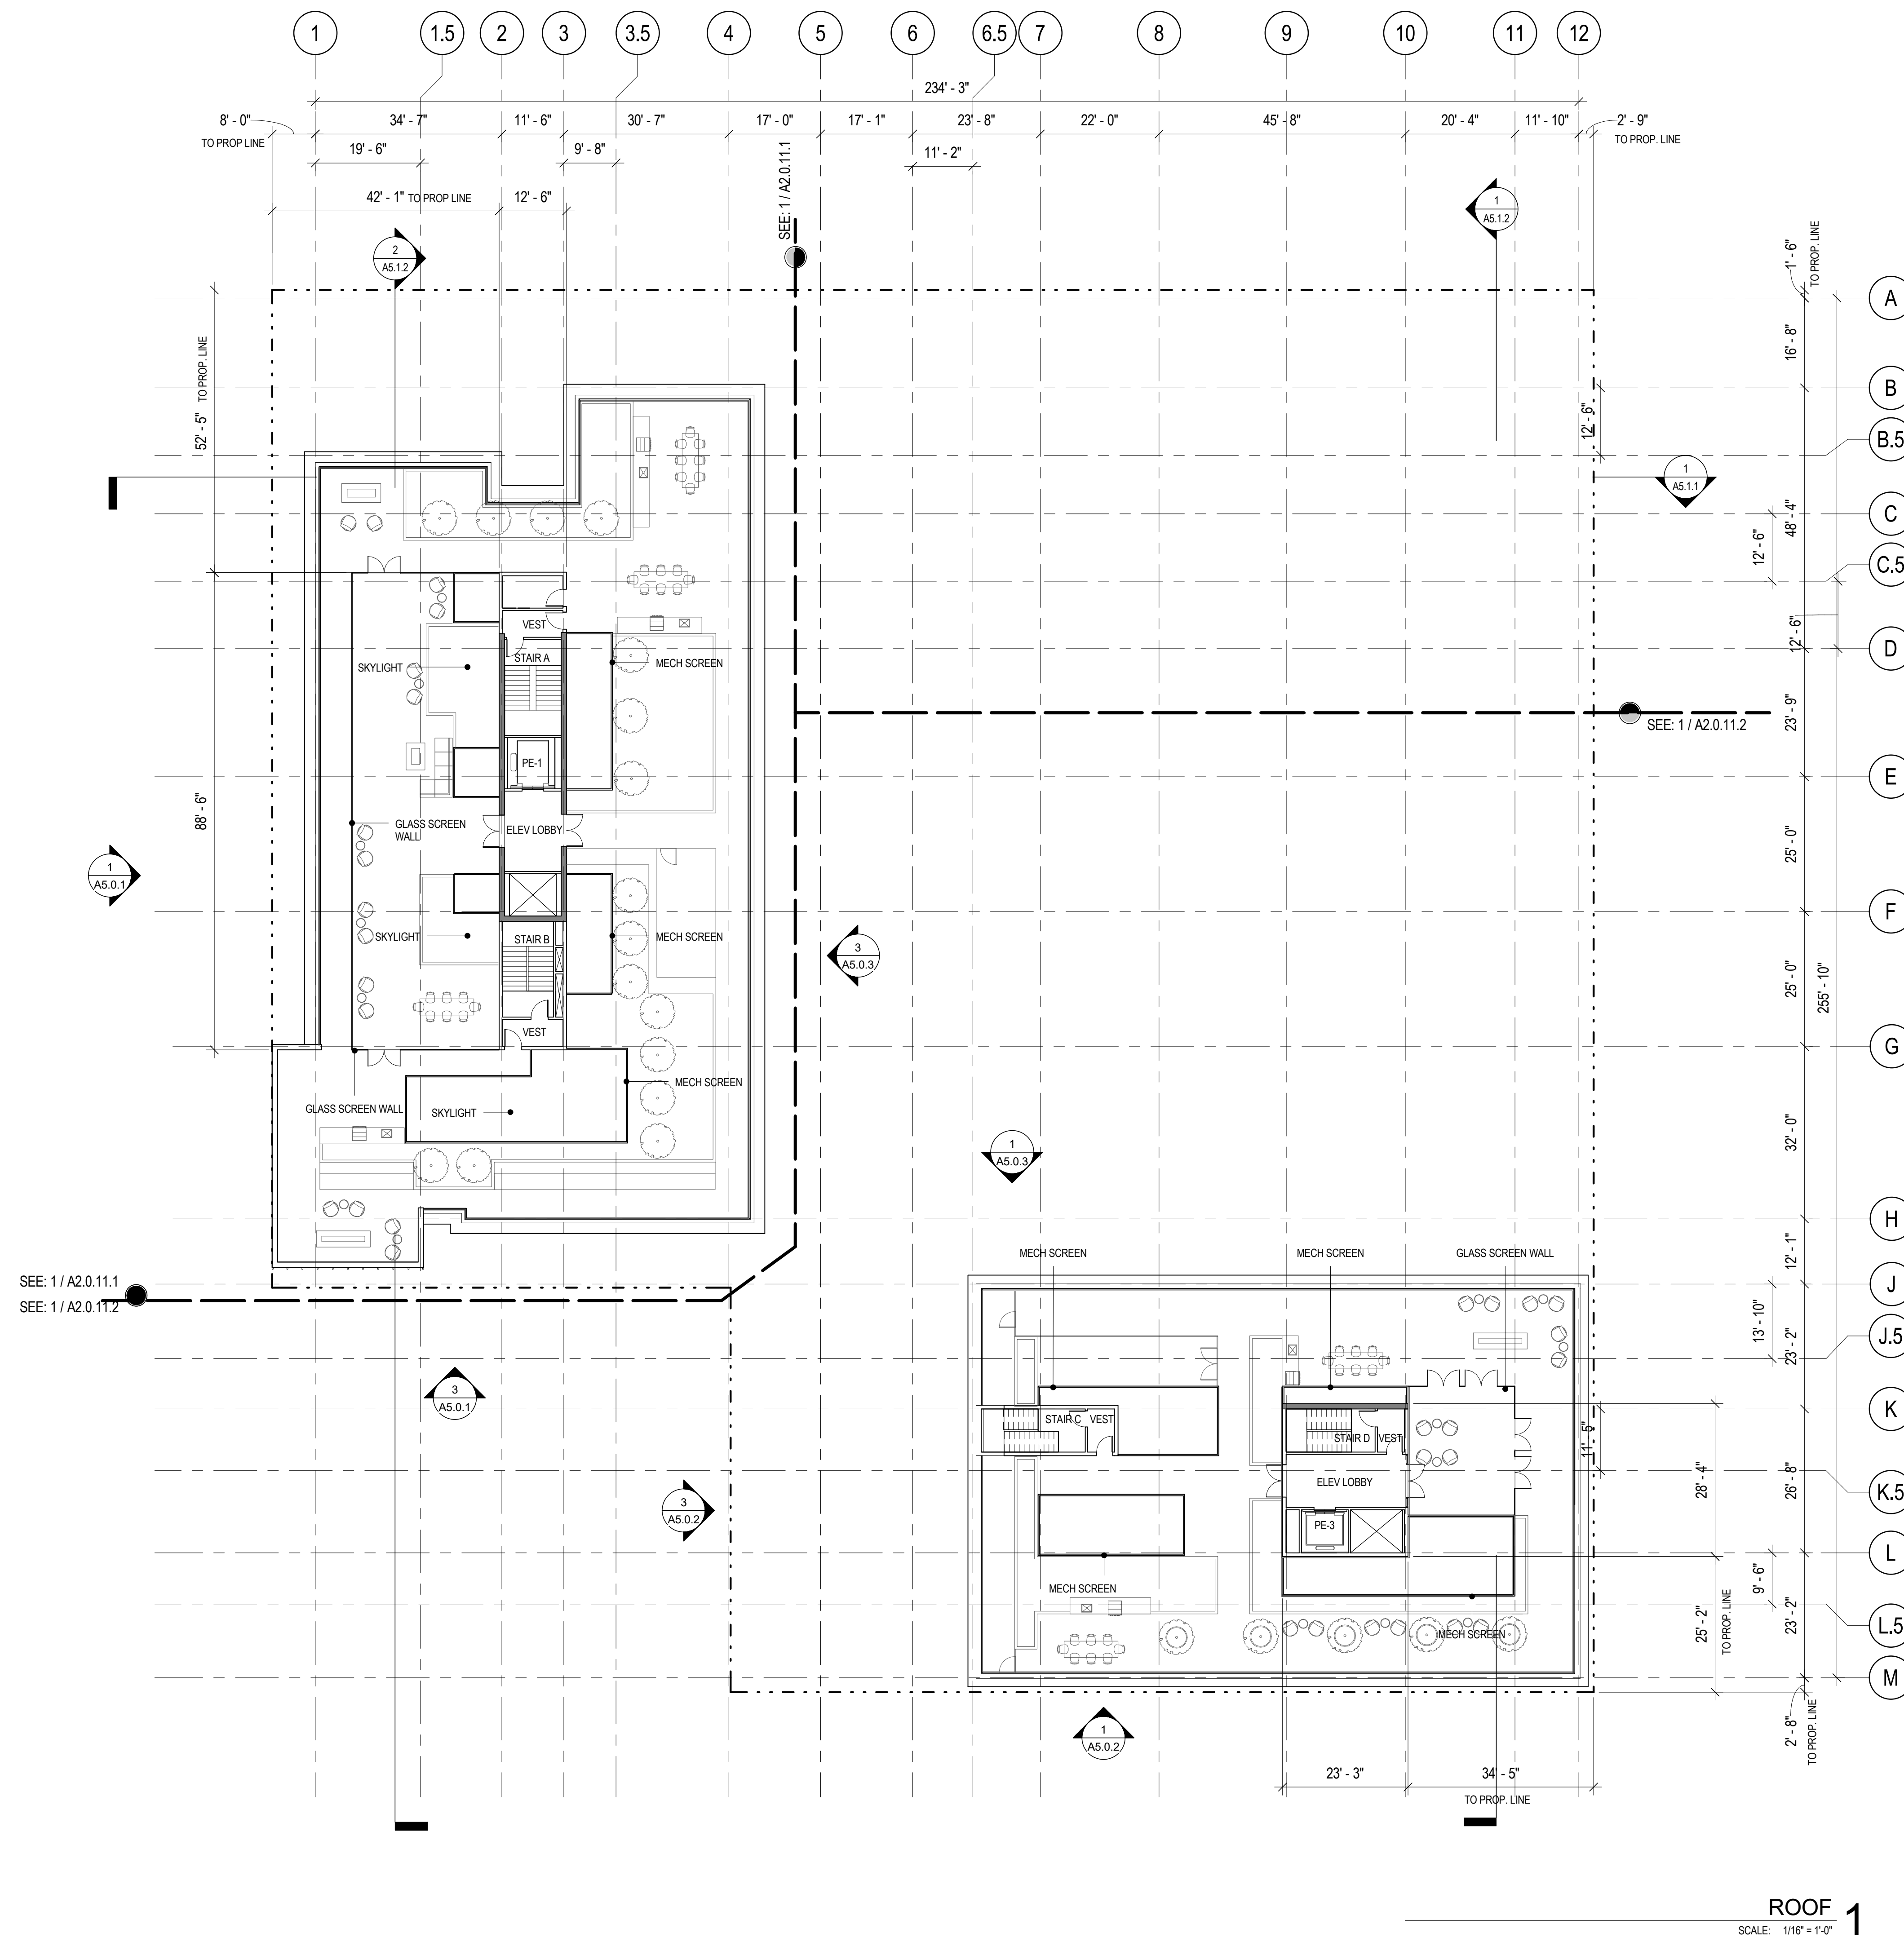 1 1.5 2 3 3.5 4 5 6 6.5 7 8 9 10 11 12
234' - 3"
8' - 0" 34' - 7" 11' - 6" 30' - 7" 17' - 0" 17' - 1" 23' - 8" 22' - 0" 45' - 8" 20' - 4" 11' - 10" 2' - 9"
TO PROP LINE
TO PROP. LINE
19' - 6" 9' - 8" 11' - 2"
42' - 1" TO PROP LINE 12' - 6"
SEE: 1 / A2.0.11.1
1
A5.1.2
2
A5.1.2
1' - 6"
TO PROP. LINE
A
16' - 8"
52' - 5" TO PROP. LINE
B
12' - 6"
B.5
1
A5.1.1
48' - 4"
C
12' - 6"
C.5
12' - 6"
D
VEST
STAIR A
SKYLIGHT
MECH SCREEN
23' - 9"
SEE: 1 / A2.0.11.2
PE-1
E
88' - 6"
GLASS SCREEN
WALL
ELEV LOBBY
25' - 0"
1
A5.0.1
F
SKYLIGHT
STAIR B
MECH SCREEN
3
A5.0.3
25' - 0"
255' - 10"
VEST
G
MECH SCREEN
GLASS SCREEN WALL
SKYLIGHT
32' - 0"
1
A5.0.3
H
MECH SCREEN
MECH SCREEN
GLASS SCREEN WALL
12' - 1"
SEE: 1 / A2.0.11.1
SEE: 1 / A2.0.11.2
J
13' - 10"
23' - 2"
J.5
3
A5.0.1
K
STAIR C VEST
STAIR D VEST
11' - 5"
ELEV LOBBY
28' - 4"
26' - 8"
K.5
3
A5.0.2
PE-3
L
MECH SCREEN
9' - 6"
25' - 2"
TO PROP. LINE
23' - 2"
L.5
MECH SCREEN
M
2' - 8"
TO PROP. LINE
1
A5.0.2
23' - 3" 34' - 5"
TO PROP. LINE
ROOF 1
SCALE: 1/16" = 1'-0"